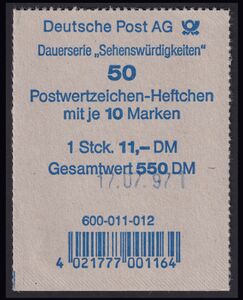 Deutsche Post AG
Dauerserie „Sehenswürdigkeiten“
50
Postwertzeichen-Heftchen
mit je 10 Marken
1 Stck. 11,– DM
Gesamtwert 550,DM
17.07.97
600-011-012
4 021777 001164